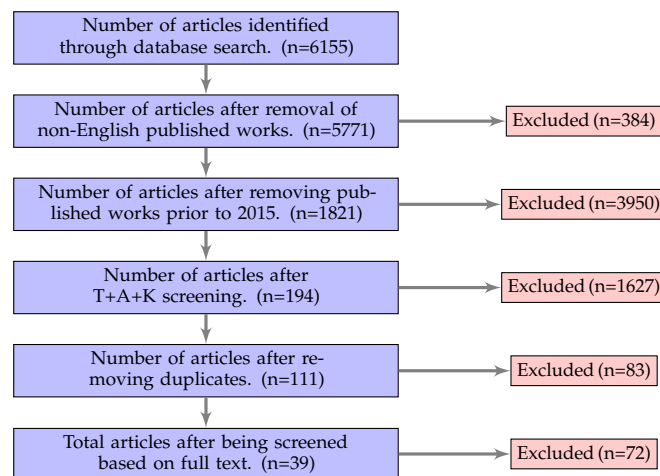 Number of articles identified
through database search. (n=6155)
Number of articles after removal of
non-English published works. (n=5771)
Excluded (n=384)
Number of articles after removing pub-
lished works prior to 2015. (n=1821)
Excluded (n=3950)
Number of articles after
T+A+K screening. (n=194)
Excluded (n=1627)
Number of articles after re-
moving duplicates. (n=111)
Excluded (n=83)
Total articles after being screened
based on full text. (n=39)
Excluded (n=72)